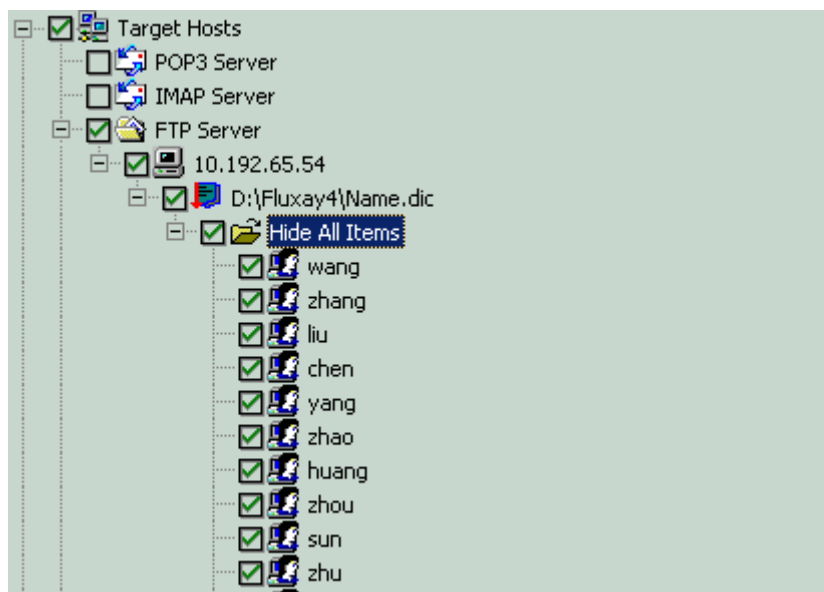 Target Hosts
POP3 Server
IMAP Server
FTP Server
10.192.65.54
D:\Fluxay4\Name.dic
Hide All Items
wang
zhang
liu
chen
yang
zhao
huang
zhou
sun
zhu